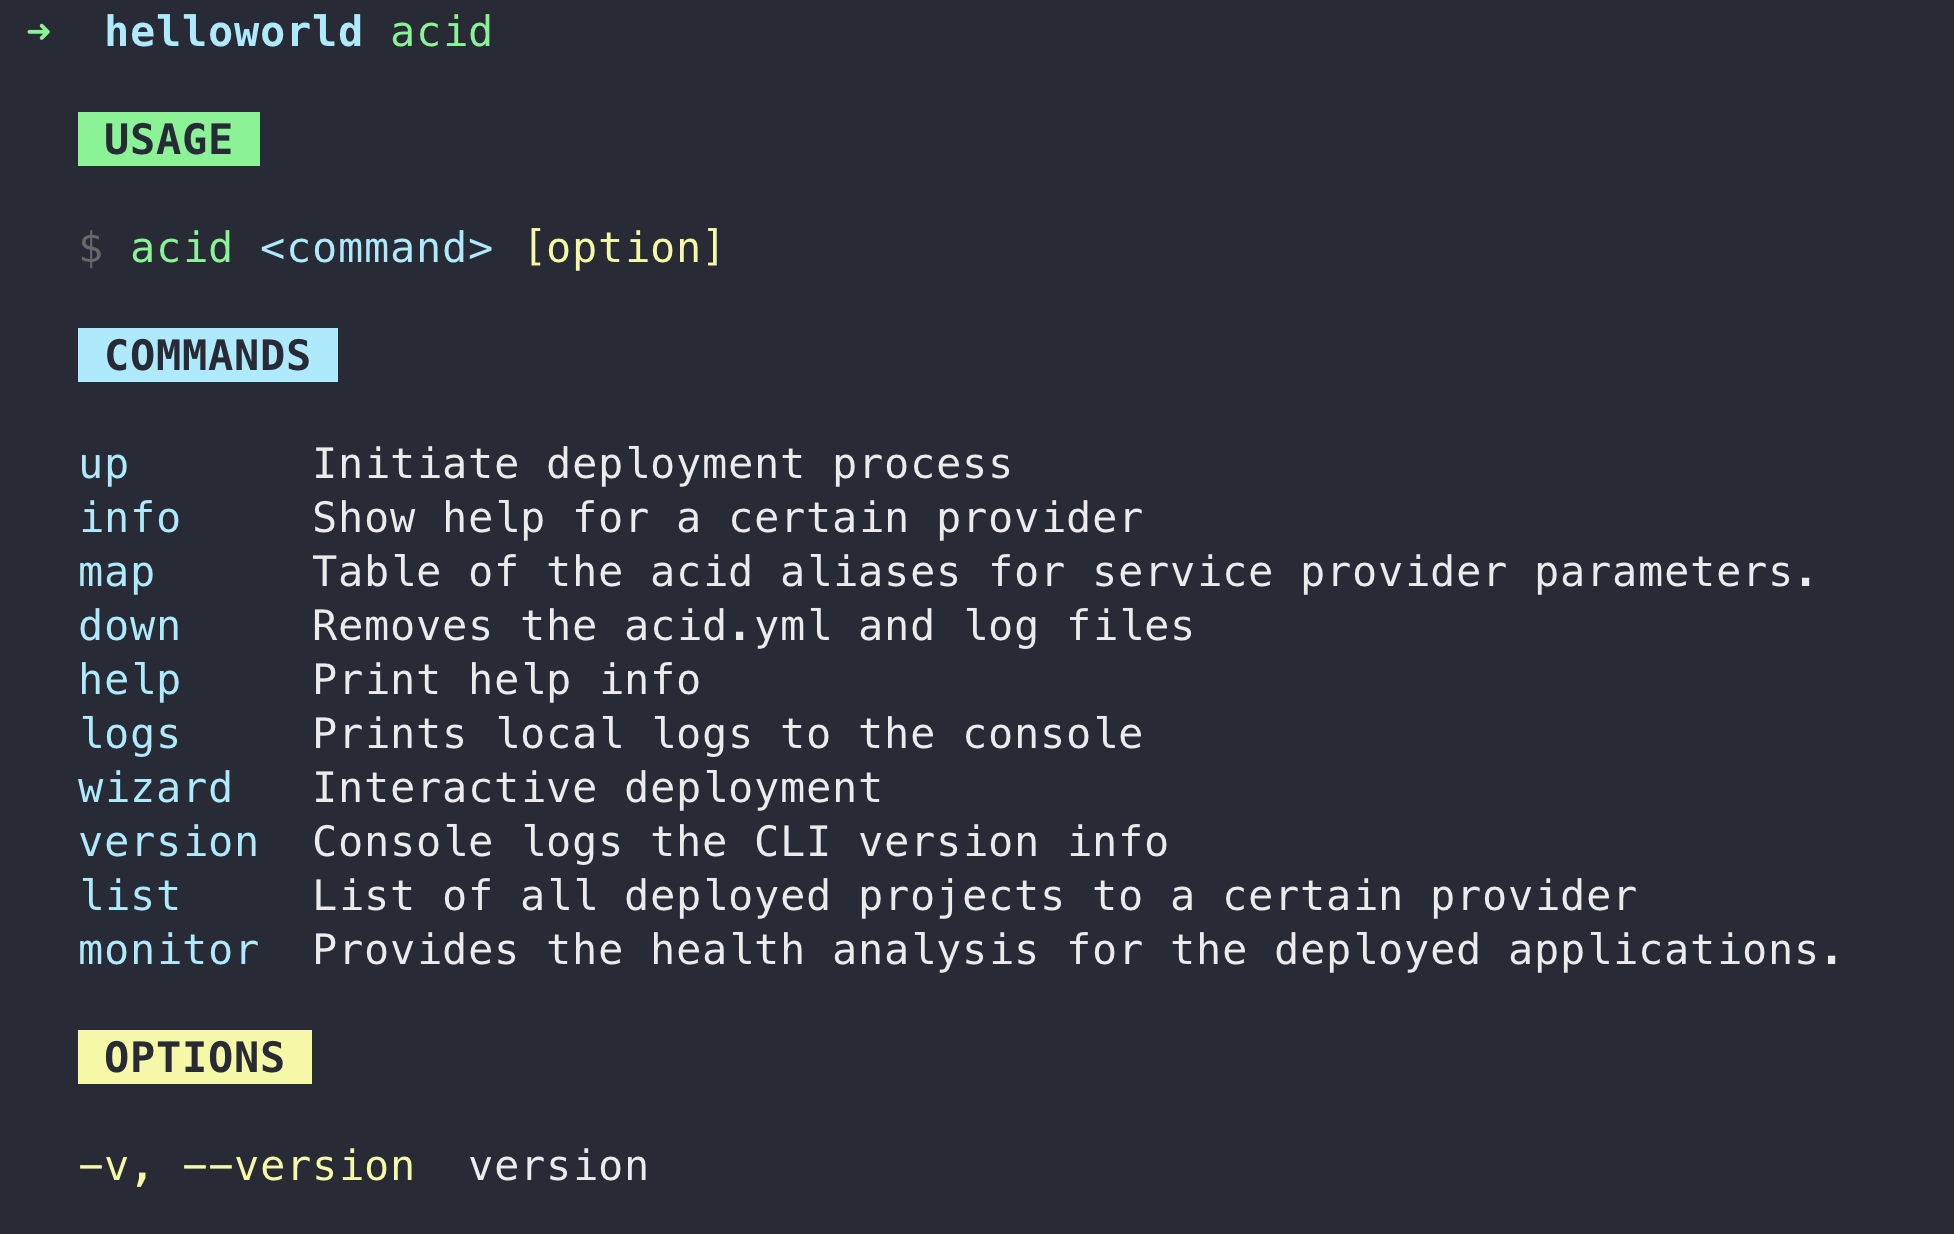 ➜  helloworld acid
USAGE
$ acid <command> [option]
COMMANDS
up       Initiate deployment process
info     Show help for a certain provider
map      Table of the acid aliases for service provider parameters.
down     Removes the acid.yml and log files
help     Print help info
logs     Prints local logs to the console
wizard   Interactive deployment
version  Console logs the CLI version info
list     List of all deployed projects to a certain provider
monitor  Provides the health analysis for the deployed applications.
OPTIONS
-v, --version  version